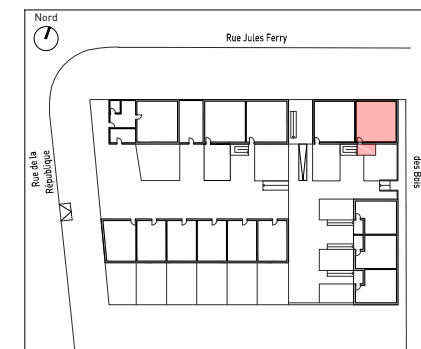 Nord
Rue Jules Ferry
Rue de la
République
des Bois